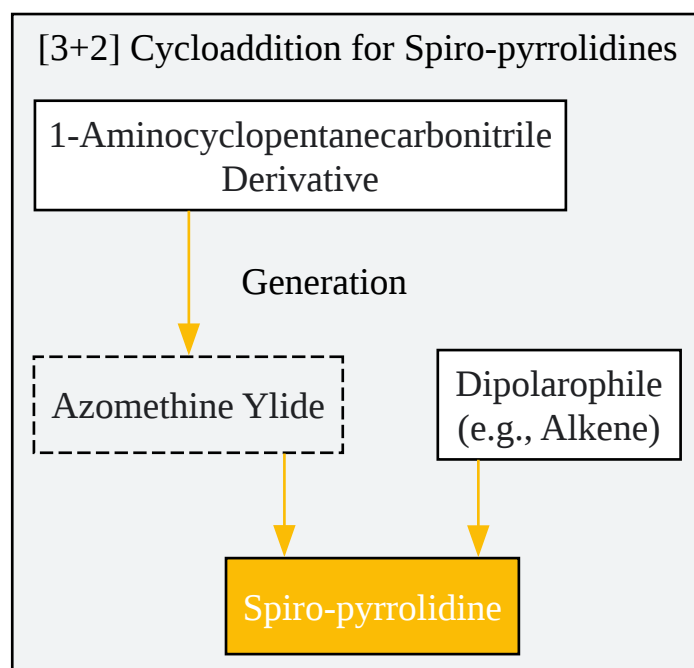 [3+2] Cycloaddition for Spiro-pyrrolidines
1-Aminocyclopentanecarbonitrile
Derivative
Generation
Azomethine Ylide
Dipolarophile
(e.g., Alkene)
Spiro-pyrrolidine